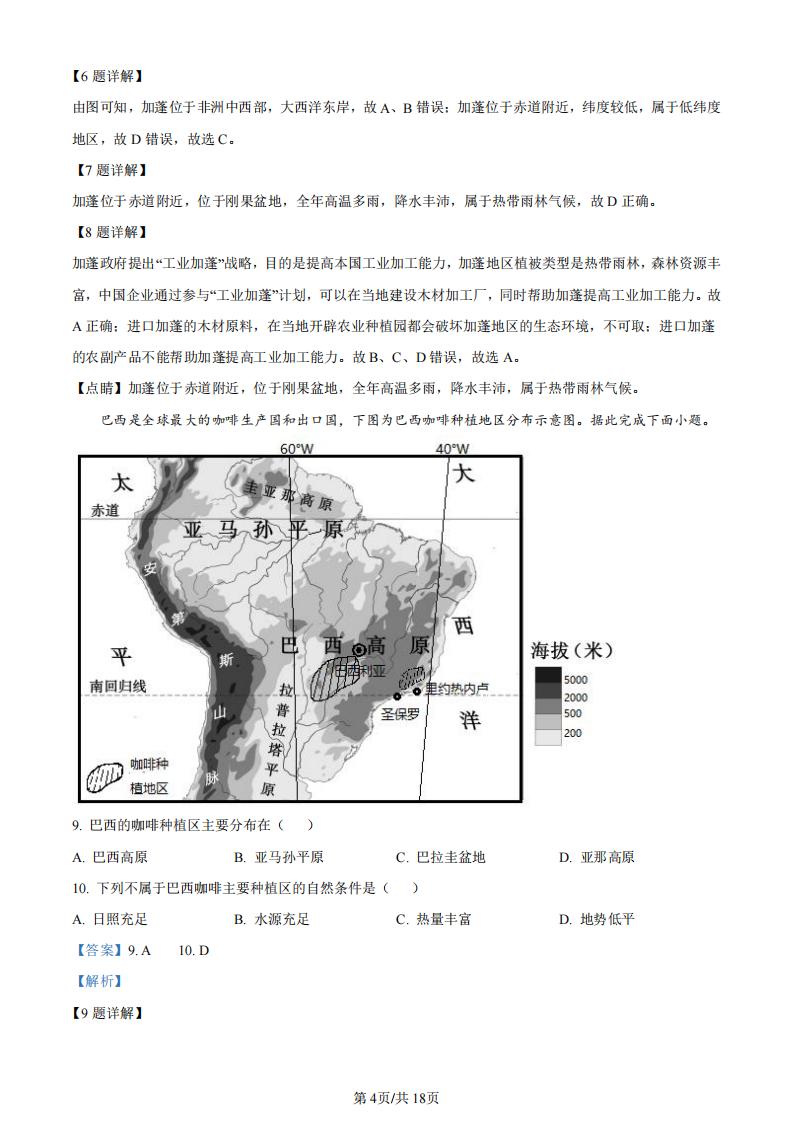 【6 题详解】
由图可知，加蓬位于非洲中西部，大西洋东岸，故 A、B 错误；加蓬位于赤道附近，纬度较低，属于低纬度
地区，故 D 错误，故选 C。
【7 题详解】
加蓬位于赤道附近，位于刚果盆地，全年高温多雨，降水丰沛，属于热带雨林气候，故 D 正确。
【8 题详解】
加蓬政府提出“工业加蓬”战略，目的是提高本国工业加工能力，加蓬地区植被类型是热带雨林，森林资源丰
富，中国企业通过参与“工业加蓬”计划，可以在当地建设木材加工厂，同时帮助加蓬提高工业加工能力。故
A 正确；进口加蓬的木材原料，在当地开辟农业种植园都会破坏加蓬地区的生态环境，不可取；进口加蓬
的农副产品不能帮助加蓬提高工业加工能力。故 B、C、D 错误，故选 A。
【点睛】加蓬位于赤道附近，位于刚果盆地，全年高温多雨，降水丰沛，属于热带雨林气候。
巴西是全球最大的咖啡生产国和出口国，下图为巴西咖啡种植地区分布示意图。据此完成下面小题。
60°W 40°W
太 大
圭亚那高原
赤道
亚马孙平原
安
第
西
巴西高原
平 斯
海拔(米)
巴西利亚
5000
南回归线 拉 里约热内卢
2000
普 圣保罗 洋
山 500
拉 200
塔
咖啡种 平
植地区 脉 原
9. 巴西的咖啡种植区主要分布在（ ）
A. 巴西高原 B. 亚马孙平原 C. 巴拉圭盆地 D. 亚那高原
10. 下列不属于巴西咖啡主要种植区的自然条件是（ ）
A. 日照充足 B. 水源充足 C. 热量丰富 D. 地势低平
【答案】9. A 10. D
【解析】
【9 题详解】
第 4页/共 18页